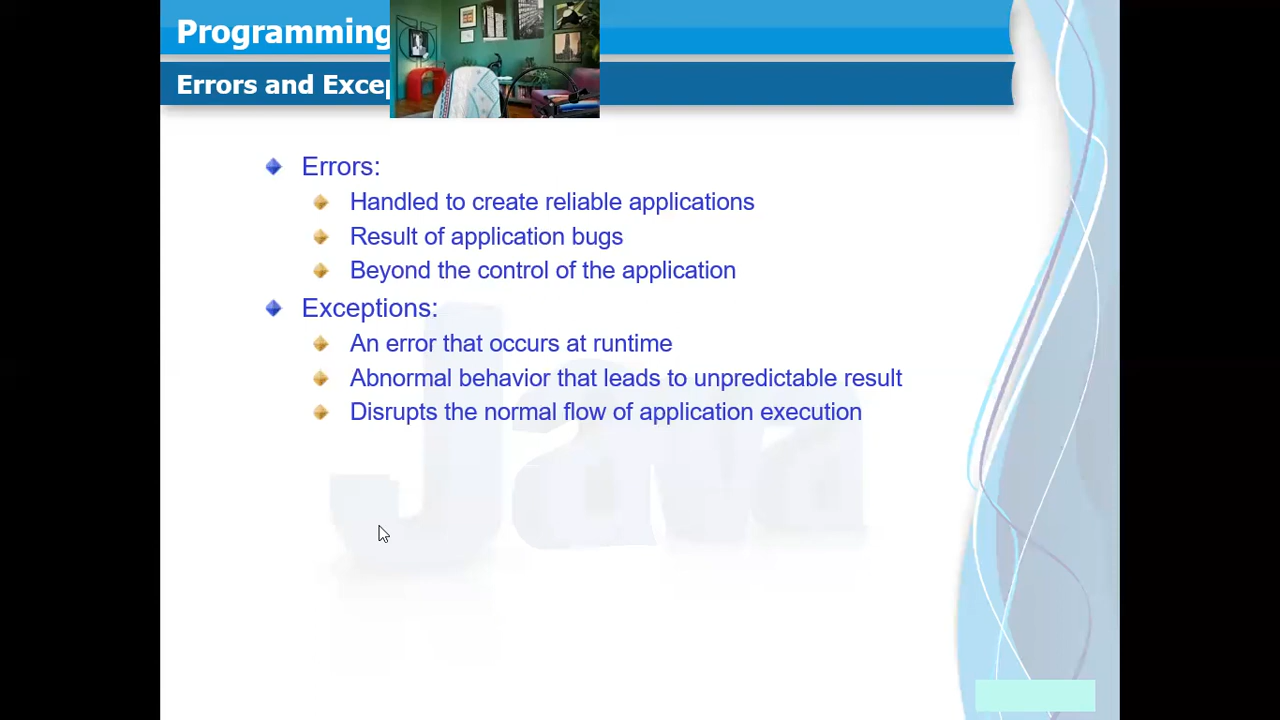 Programming
Errors and Excep
Errors:
Handled to create reliable applications
Result of application bugs
Beyond the control of the application
Exceptions:
An error that occurs at runtime
Abnormal behavior that leads to unpredictable result
Disrupts the normal flow of application execution
Java